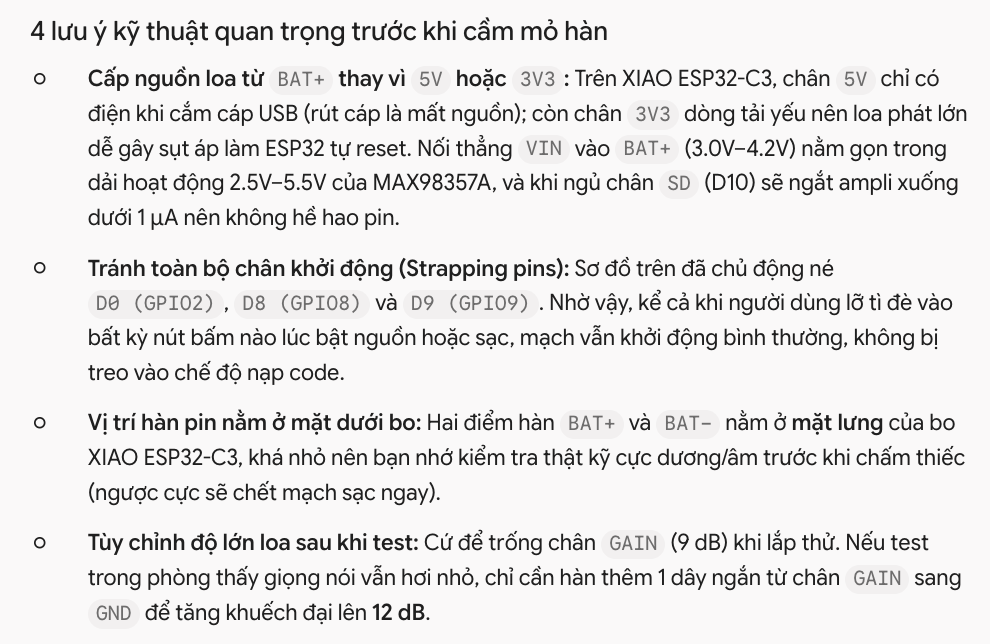 4 lưu ý kỹ thuật quan trọng trước khi cầm mỏ hàn
Cấp nguồn loa từ BAT+ thay vì 5V hoặc 3V3 : Trên XIAO ESP32-C3, chân 5V chỉ có
điện khi cắm cáp USB (rút cáp là mất nguồn); còn chân 3V3 dòng tải yếu nên loa phát lớn
dễ gây sụt áp làm ESP32 tự reset. Nối thẳng VIN vào BAT+ (3.0V–4.2V) nằm gọn trong
dải hoạt động 2.5V–5.5V của MAX98357A, và khi ngủ chân SD (D10) sẽ ngắt ampli xuống
dưới 1 µA nên không hề hao pin.
Tránh toàn bộ chân khởi động (Strapping pins): Sơ đồ trên đã chủ động né
D0 (GPIO2) , D8 (GPIO8) và D9 (GPIO9) . Nhờ vậy, kể cả khi người dùng lỡ tì đè vào
bất kỳ nút bấm nào lúc bật nguồn hoặc sạc, mạch vẫn khởi động bình thường, không bị
treo vào chế độ nạp code.
Vị trí hàn pin nằm ở mặt dưới bo: Hai điểm hàn BAT+ và BAT− nằm ở mặt lưng của bo
XIAO ESP32-C3, khá nhỏ nên bạn nhớ kiểm tra thật kỹ cực dương/âm trước khi chấm thiếc
(ngược cực sẽ chết mạch sạc ngay).
Tùy chỉnh độ lớn loa sau khi test: Cứ để trống chân GAIN (9 dB) khi lắp thử. Nếu test
trong phòng thấy giọng nói vẫn hơi nhỏ, chỉ cần hàn thêm 1 dây ngắn từ chân GAIN sang
GND để tăng khuếch đại lên 12 dB.